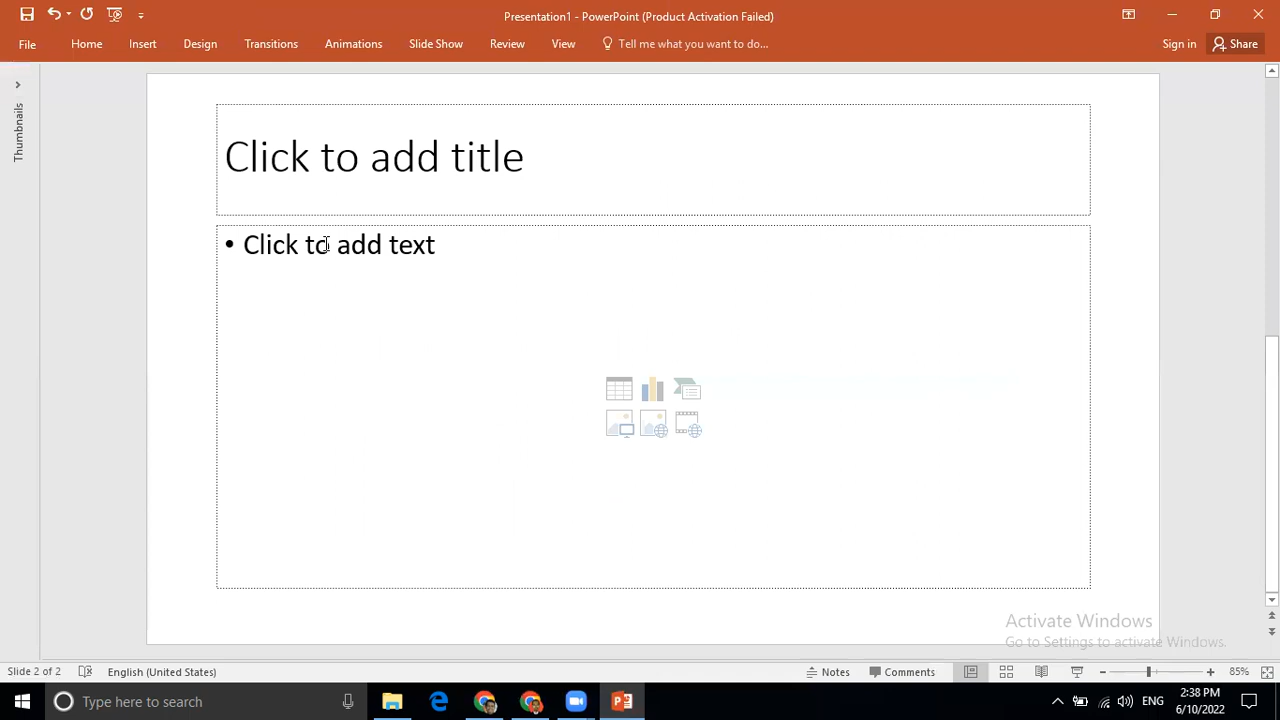 Presentation1 - PowerPoint (Product Activation Failed)
File Home Insert Design Transitions Animations Slide Show Review View Tell me what you want to do... Sign in Share
Thumbnails
Click to add title
• Click to add text
Activate Windows
Go to Settings to activate Windows.
Slide 2 of 2 English (United States) Notes Comments 85%
Type here to search ENG 2:38 PM
6/10/2022